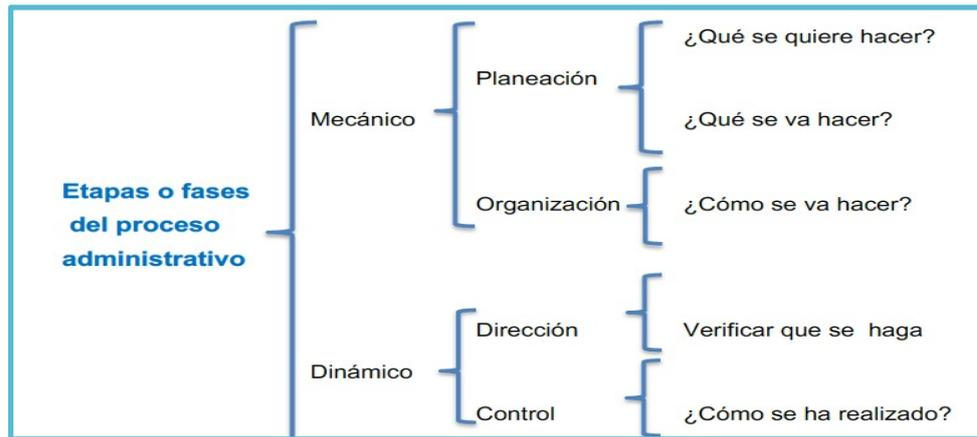 Etapas o fases
del proceso
administrativo
Mecánico
Planeación
¿Qué se quiere hacer?
¿Qué se va hacer?
Organización
¿Cómo se va hacer?
Dinámico
Dirección
Verificar que se haga
Control
¿Cómo se ha realizado?